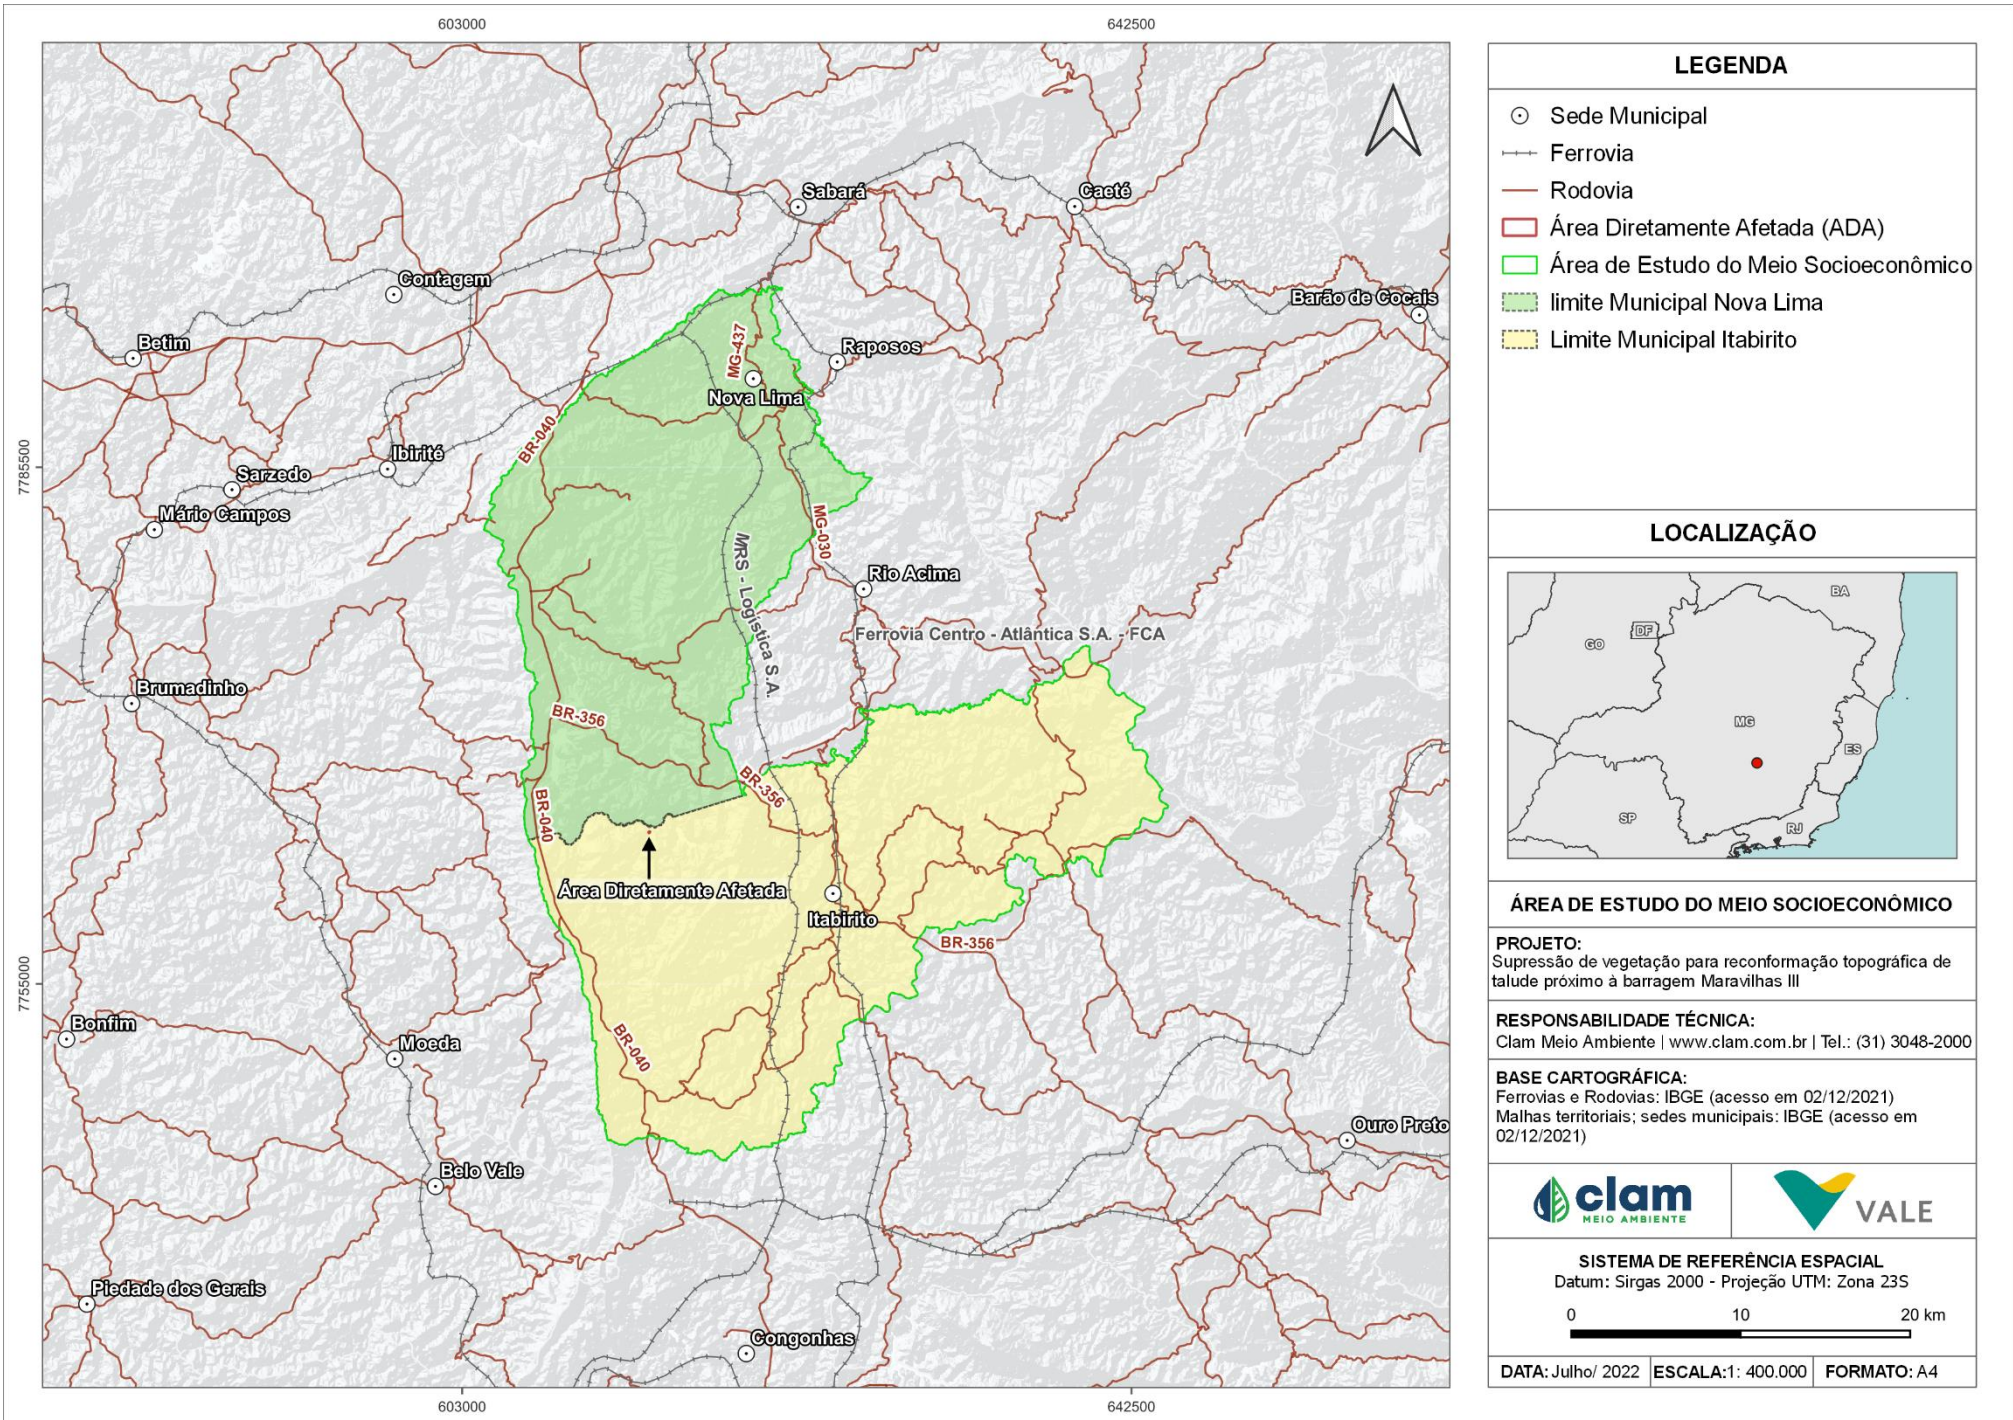 603000
642500
7785500
7755000
603000
642500
Sabará
Caeté
Contagem
Barão de Cocais
Betim
MG-437
Raposos
Nova Lima
BR-040
Ibirité
Sarzedo
Mário Campos
MG-030
MRS - Logística S.A.
Rio Acima
Ferrovia Centro - Atlântica S.A. - FCA
Brumadinho
BR-356
BR-356
BR-040
Área Diretamente Afetada
Itabirito
BR-356
Bonfim
Moeda
BR-040
Ouro Preto
Belo Vale
Piedade dos Gerais
Congonhas
LEGENDA
Sede Municipal
Ferrovia
Rodovia
Área Diretamente Afetada (ADA)
Área de Estudo do Meio Socioeconômico
limite Municipal Nova Lima
Limite Municipal Itabirito
LOCALIZAÇÃO
BA
DF
GO
MG
ES
SP
RJ
ÁREA DE ESTUDO DO MEIO SOCIOECONÔMICO
PROJETO:
Supressão de vegetação para reconformação topográfica de
talude próximo à barragem Maravilhas III
RESPONSABILIDADE TÉCNICA:
Clam Meio Ambiente | www.clam.com.br | Tel.: (31) 3048-2000
BASE CARTOGRÁFICA:
Ferrovias e Rodovias: IBGE (acesso em 02/12/2021)
Malhas territoriais; sedes municipais: IBGE (acesso em
02/12/2021)
clam
MEIO AMBIENTE
VALE
SISTEMA DE REFERÊNCIA ESPACIAL
Datum: Sirgas 2000 - Projeção UTM: Zona 23S
0 10 20 km
DATA: Julho/ 2022 ESCALA:1: 400.000 FORMATO: A4